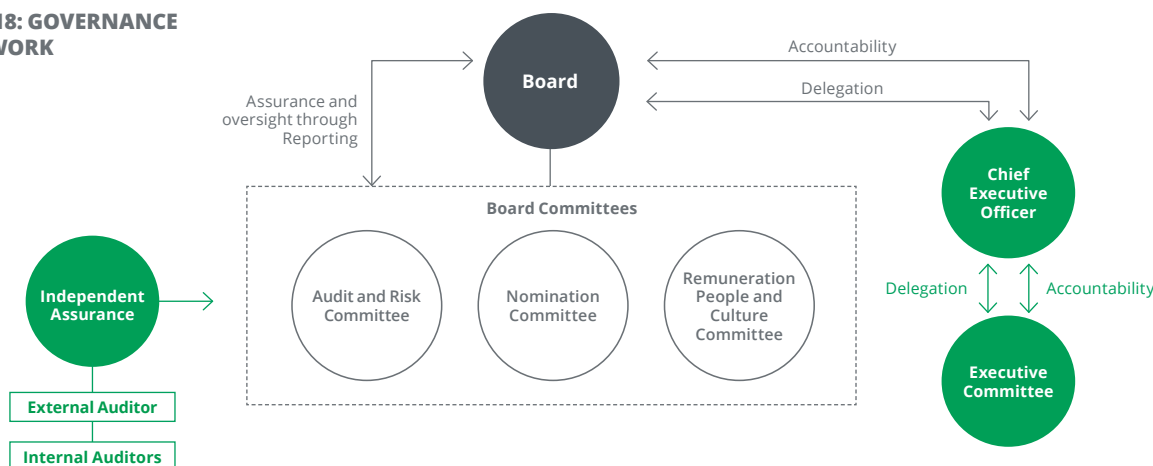 18: GOVERNANCE
WORK
Board
Accountability
Delegation
Assurance and
oversight through
Reporting
Chief
Executive
Officer
Board Committees
Independent
Assurance
Audit and Risk
Committee
Nomination
Committee
Remuneration
People and
Culture
Committee
Delegation
Accountability
Executive
Committee
External Auditor
Internal Auditors